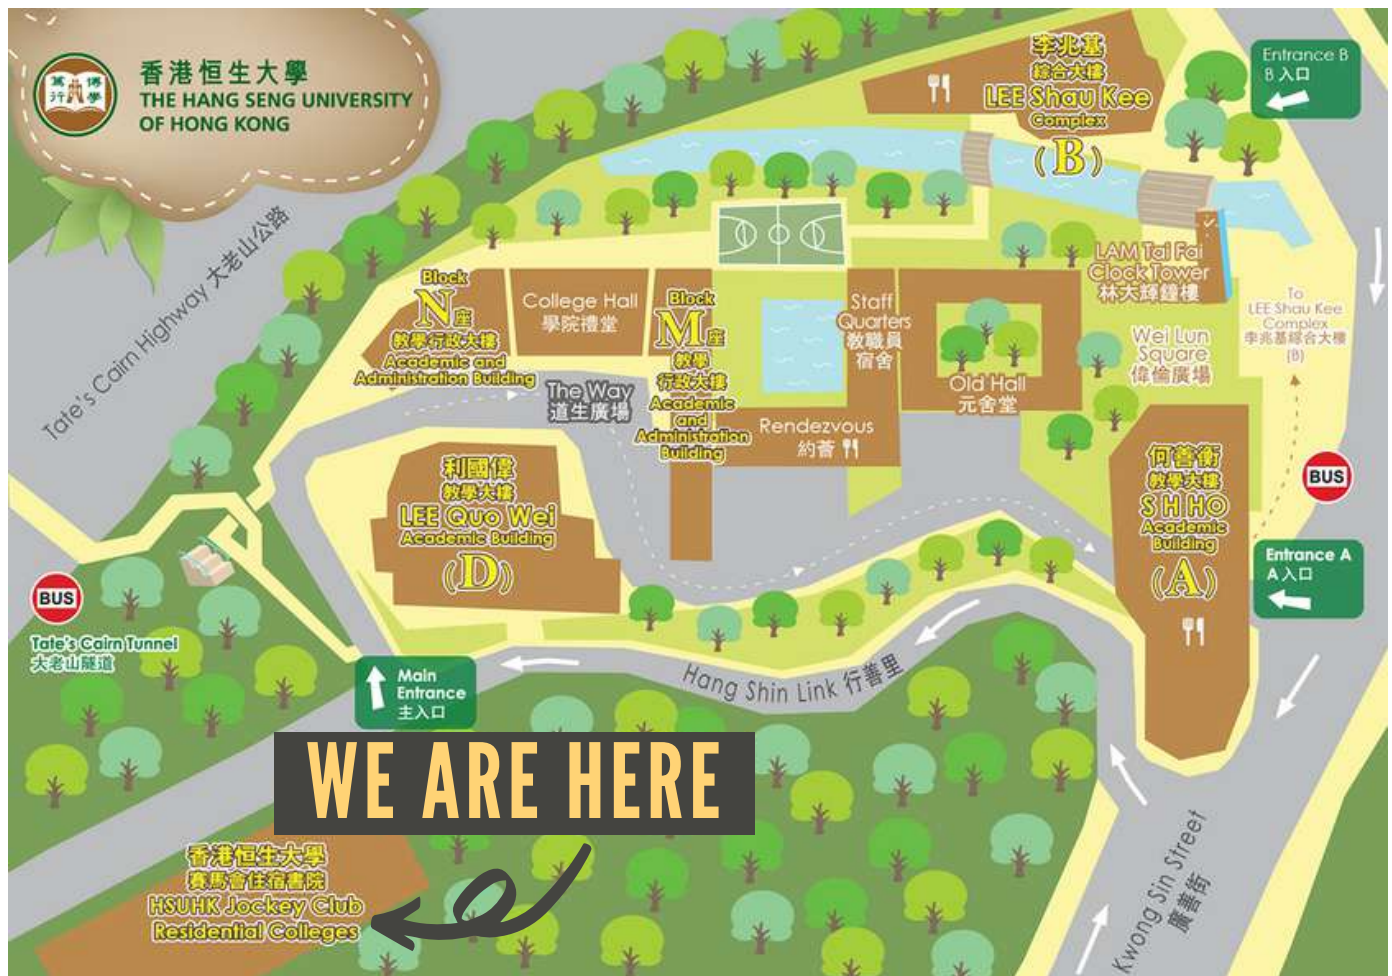 篤 博
行 學
香港恒生大學
THE HANG SENG UNIVERSITY
OF HONG KONG
Tate's Cairn Highway 大老山公路
李兆基
綜合大樓
LEE Shau Kee
Complex
(B)
Entrance B
B 入口
LAM Tai Fai
Clock Tower
林大輝鐘樓
To
LEE Shau Kee
Complex
李兆基綜合大樓
(B)
Wei Lun
Square
偉倫廣場
Block
N座
教學行政大樓
Academic and
Administration Building
College Hall
學院禮堂
Block
M座
教學
行政大樓
Academic
and
Administration
Building
Staff
Quarters
教職員
宿舍
Old Hall
元舍堂
The Way
道生廣場
Rendezvous
約薈
利國偉
教學大樓
LEE Quo Wei
Academic Building
(D)
何善衡
教學大樓
S H HO
Academic
Building
(A)
BUS
Entrance A
A 入口
BUS
Tate's Cairn Tunnel
大老山隧道
Main
Entrance
主入口
Hang Shin Link 行善里
WE ARE HERE
香港恒生大學
賽馬會住宿書院
HSUHK Jockey Club
Residential Colleges
Kwong Sin Street
廣善街